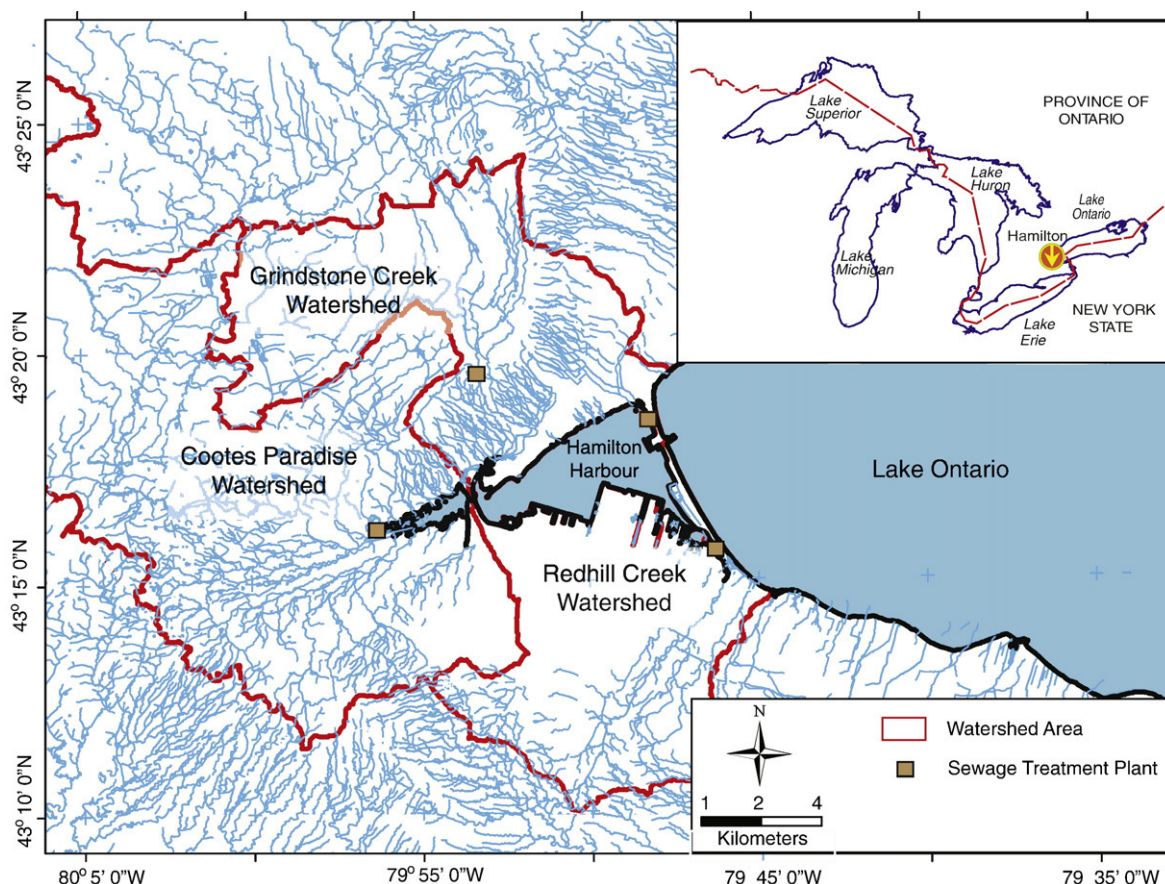 43° 25' 0"N
43° 20' 0"N
43° 15' 0"N
43° 10' 0"N
Grindstone Creek
Watershed
Cootes Paradise
Watershed
Hamilton
Harbour
Redhill Creek
Watershed
Lake Ontario
Lake
Superior
PROVINCE OF
ONTARIO
Lake
Huron
Lake
Ontario
Hamilton
Lake
Michigan
NEW YORK
STATE
Lake
Erie
N
Watershed Area
Sewage Treatment Plant
1 2 4
Kilometers
80° 5' 0"W
79° 55' 0"W
79° 45' 0"W
79° 35' 0"W